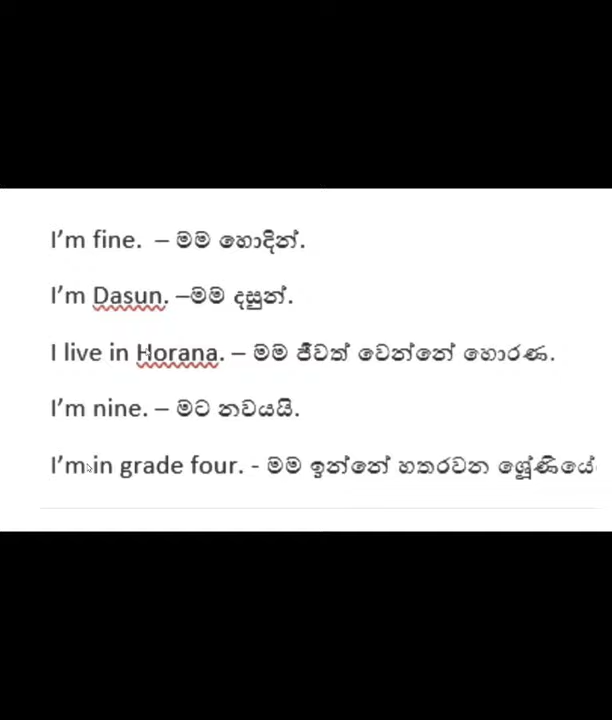 I’m fine. – මම හොදින්.
I’m Dasun. –මම දසුන්.
I live in Horana. – මම ජීවත් වෙන්නේ හොරණ.
I’m nine. – මට නවයයි.
I’m in grade four. - මම ඉන්නේ හතරවන ශ්‍රේණියේ